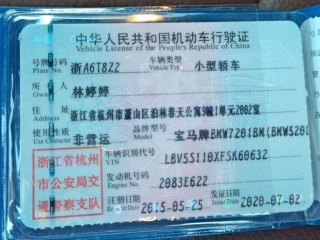 中华人民共和国机动车行驶证
Vehicle License of the People's Republic of China
号牌号码 浙A6T8Z2 车辆类型 小型轿车
Plate No. Vehicle Type
所有人 林婷婷
Owner
住址 浙江省杭州市萧山区泊林春天公寓9幢1单元2002室
Address
使用性质 非营运 品牌型号 宝马牌BMW7201BM(BMW520L
Use Character Model
浙江省杭州市公安局交通警察支队
车辆识别代号 LBV5S110XFSK60632
VIN
发动机号码 2083E622
Engine No.
注册日期 2015-05-25 发证日期 2020-07-02
Register Date Issue Date